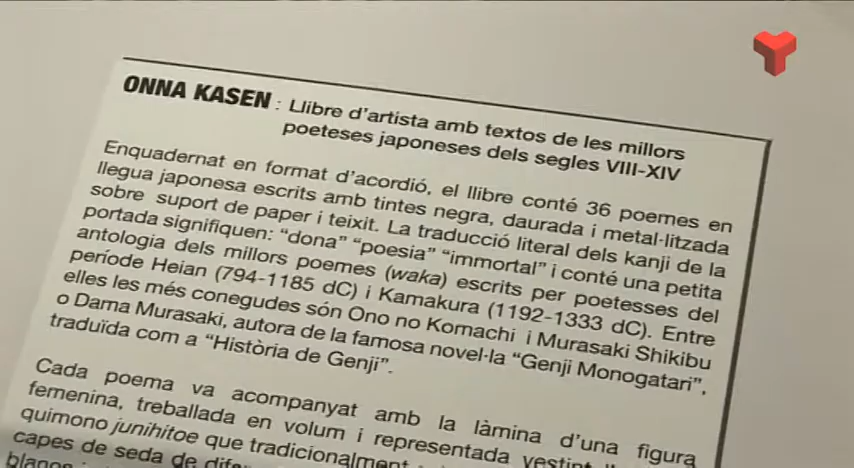 ONNA KASEN : Llibre d'artista amb textos de les millors
poeteses japoneses dels segles VIII-XIV
Enquadernat en format d'acordió, el llibre conté 36 poemes en
llegua japonesa escrits amb tintes negra, daurada i metal·litzada
sobre suport de paper i teixit. La traducció literal dels kanji de la
portada signifiquen: "dona" "poesia" "immortal" i conté una petita
antologia dels millors poemes (waka) escrits per poetesses del
període Heian (794-1185 dC) i Kamakura (1192-1333 dC). Entre
elles les més conegudes són Ono no Komachi i Murasaki Shikibu
o Dama Murasaki, autora de la famosa novel·la "Genji Monogatari",
traduïda com a "Història de Genji".
Cada poema va acompanyat amb la làmina d'una figura
femenina, treballada en volum i representada vestint
quimono junihitoe que tradicionalment
capes de seda de